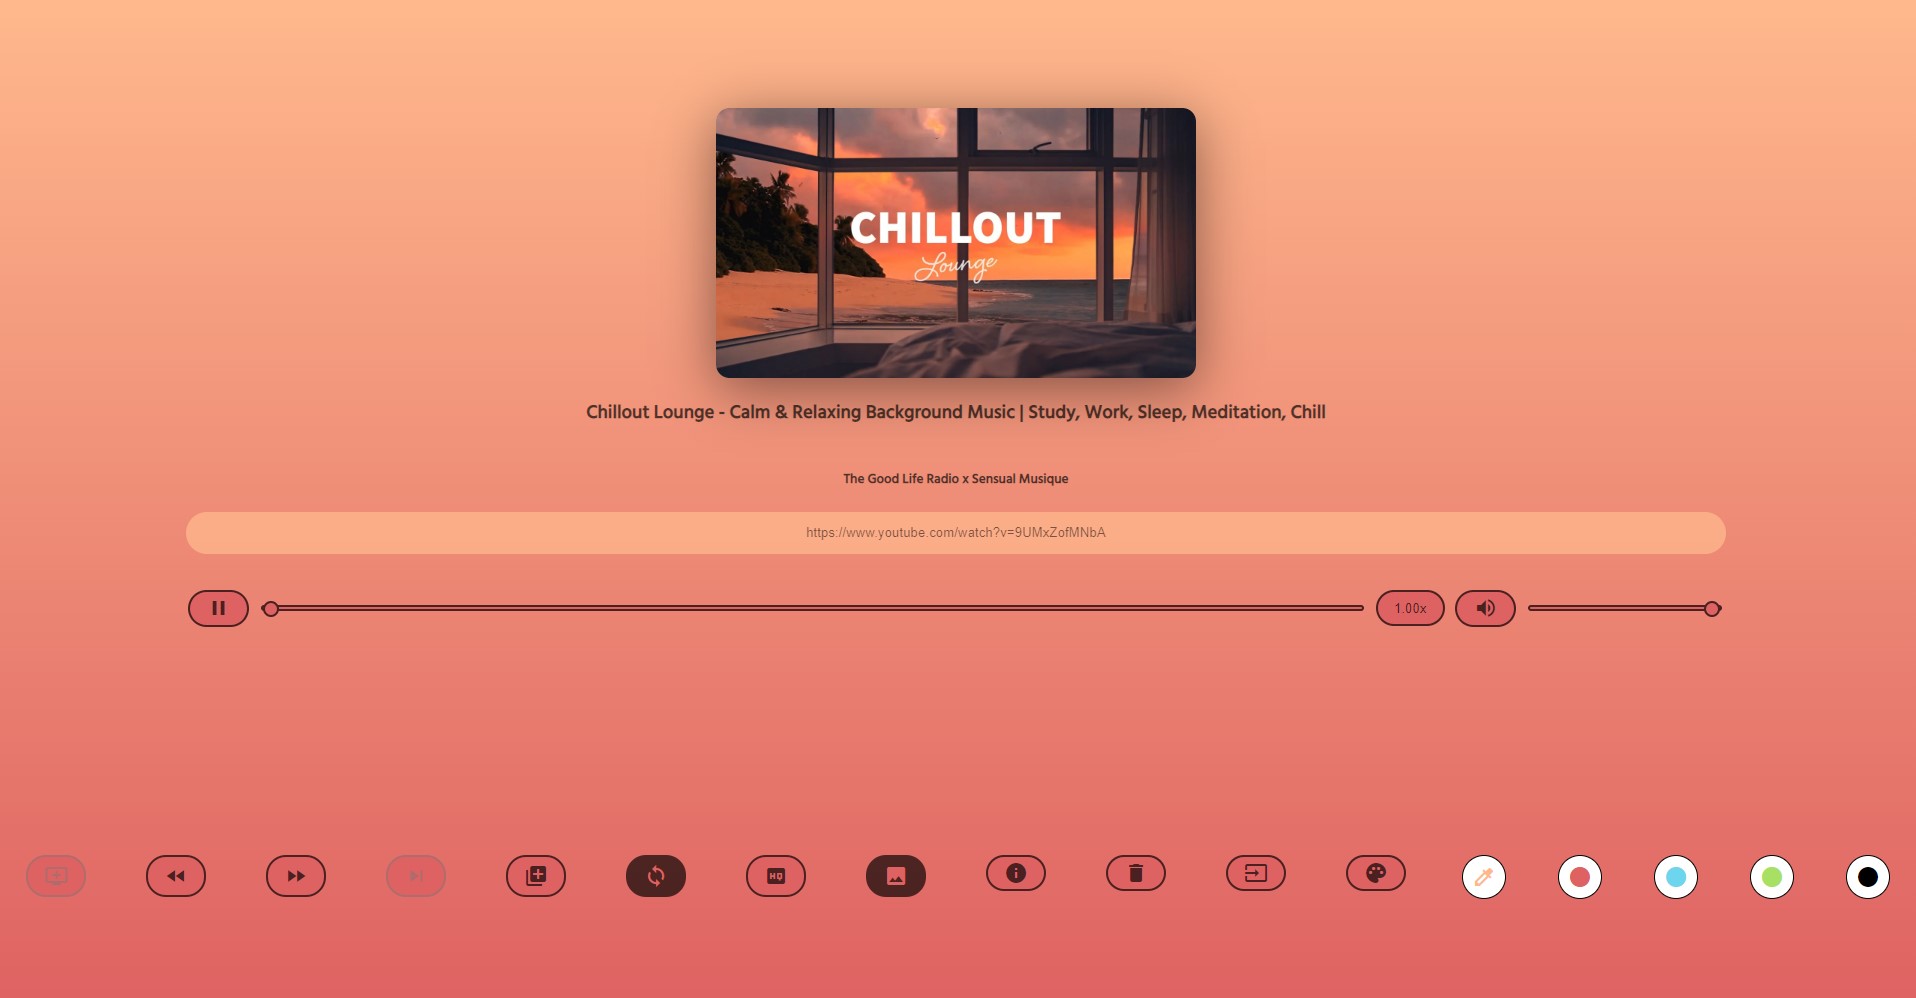 CHILLOUT
Lounge
Chillout Lounge - Calm & Relaxing Background Music | Study, Work, Sleep, Meditation, Chill
The Good Life Radio x Sensual Musique
https://www.youtube.com/watch?v=9UMxZofMNbA
1.00x
HQ